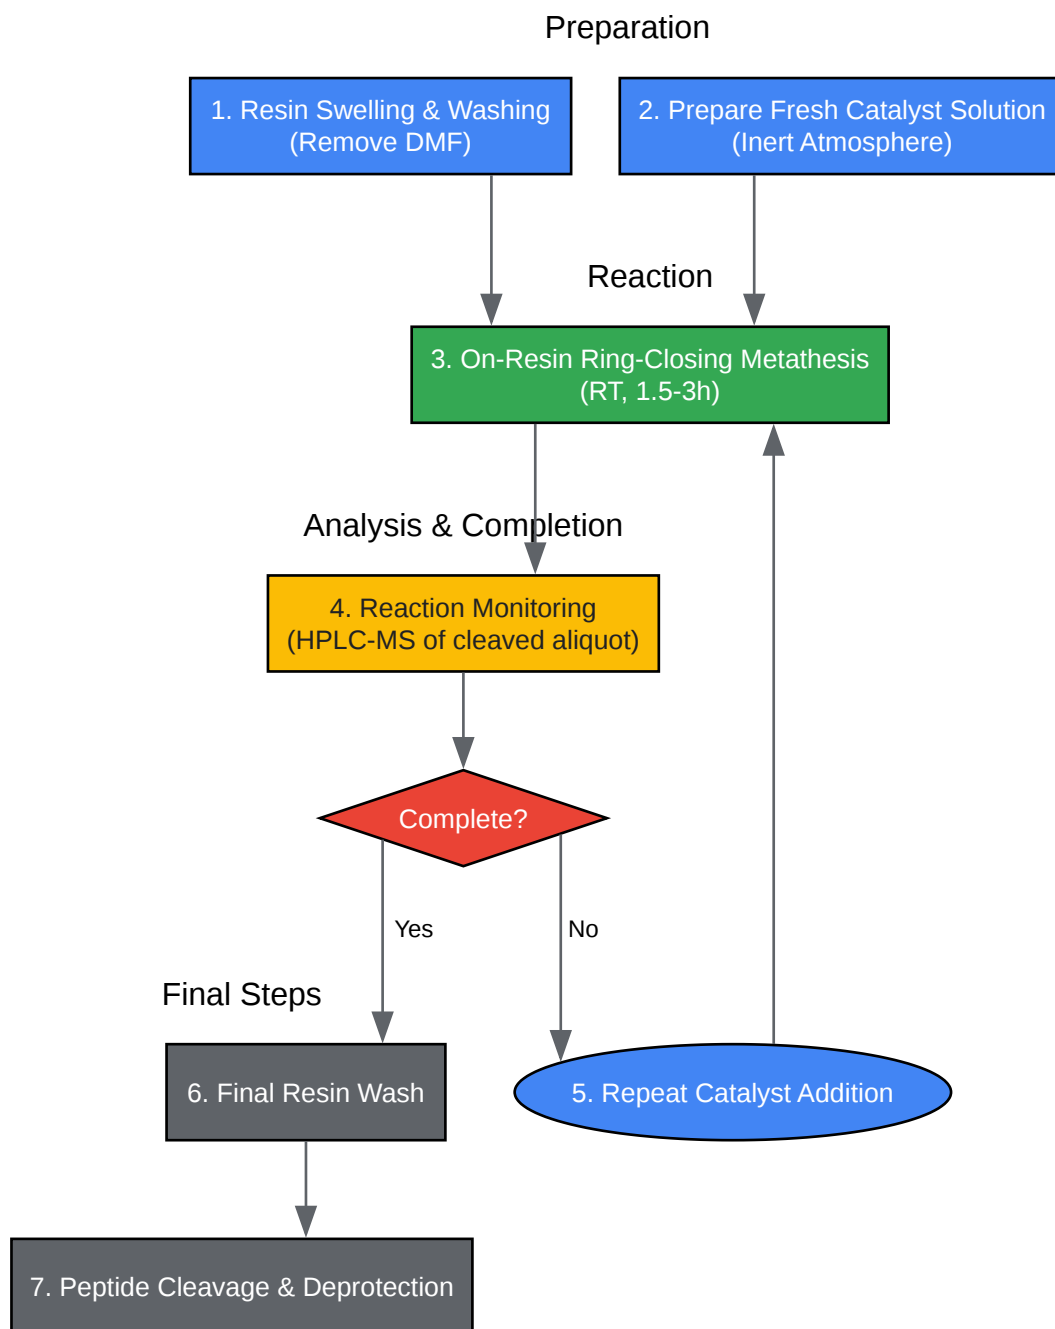 Preparation
1. Resin Swelling & Washing
(Remove DMF)
2. Prepare Fresh Catalyst Solution
(Inert Atmosphere)
Reaction
3. On-Resin Ring-Closing Metathesis
(RT, 1.5-3h)
Analysis & Completion
4. Reaction Monitoring
(HPLC-MS of cleaved aliquot)
Complete?
Yes
No
Final Steps
6. Final Resin Wash
5. Repeat Catalyst Addition
7. Peptide Cleavage & Deprotection